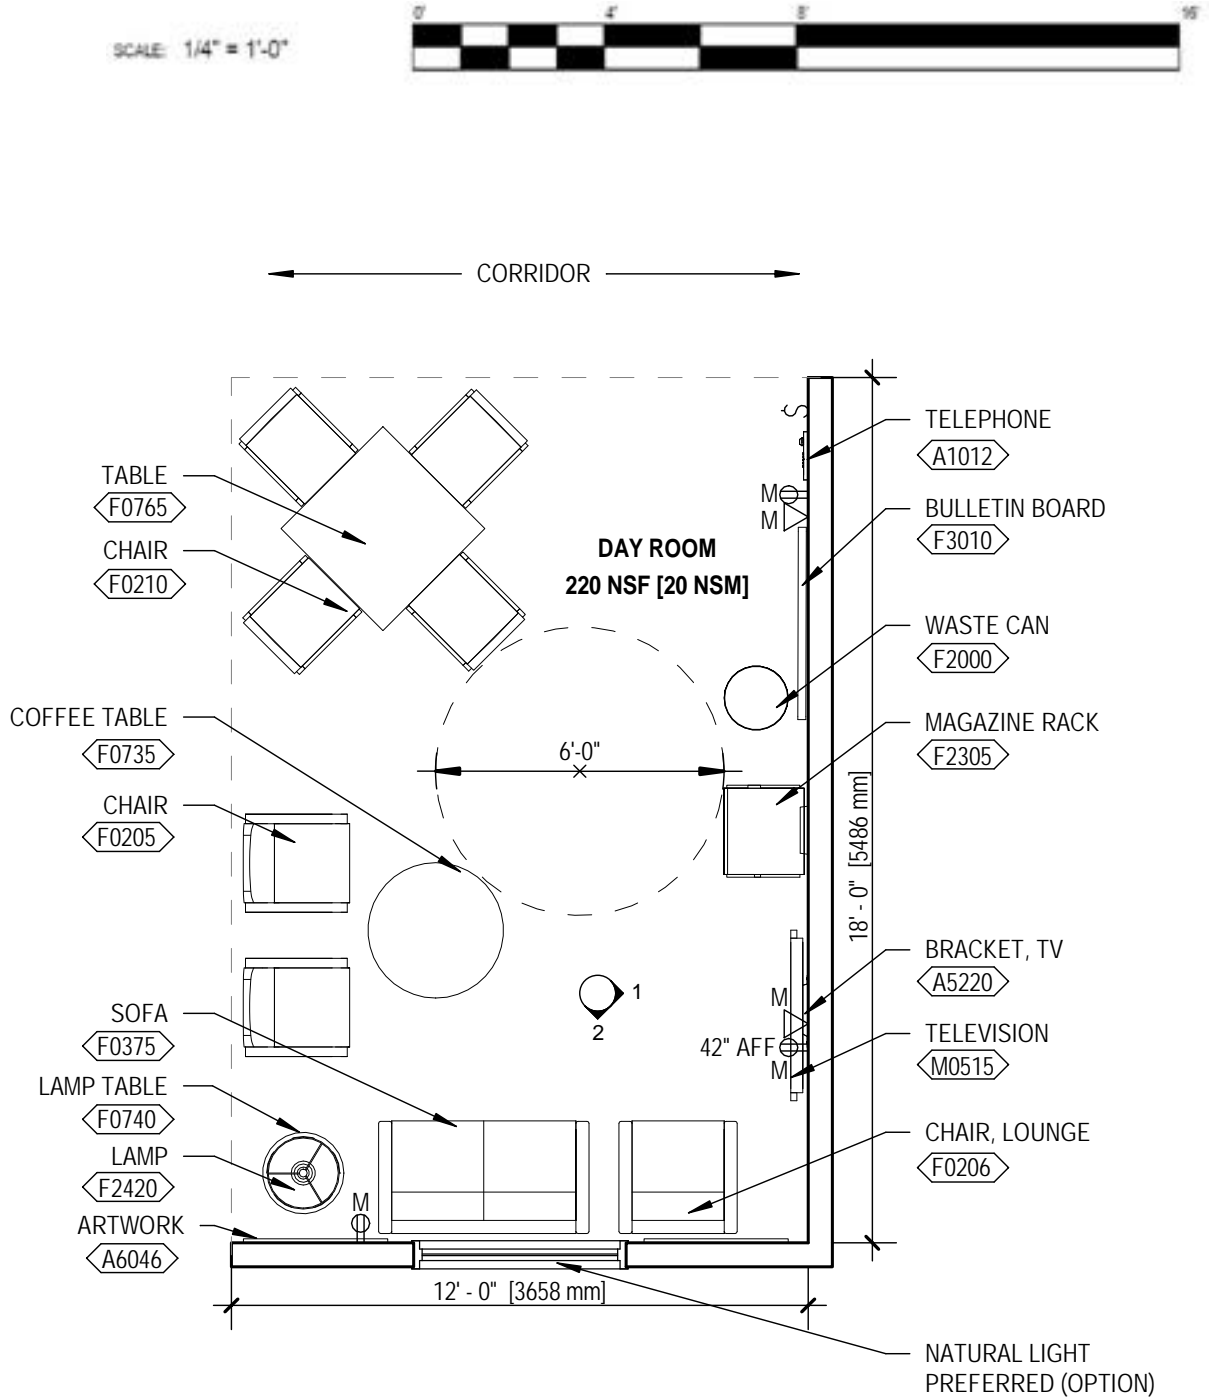 0' 4' 8' 16'
SCALE: 1/4" = 1'-0"
CORRIDOR
TABLE
F0765
CHAIR
F0210
COFFEE TABLE
F0735
CHAIR
F0205
SOFA
F0375
LAMP TABLE
F0740
LAMP
F2420
ARTWORK
A6046
DAY ROOM
220 NSF [20 NSM]
6'-0"
$
M
M
1
2
M
42" AFF
M
M
12' - 0" [3658 mm]
18' - 0" [5486 mm]
TELEPHONE
A1012
BULLETIN BOARD
F3010
WASTE CAN
F2000
MAGAZINE RACK
F2305
BRACKET, TV
A5220
TELEVISION
M0515
CHAIR, LOUNGE
F0206
NATURAL LIGHT
PREFERRED (OPTION)